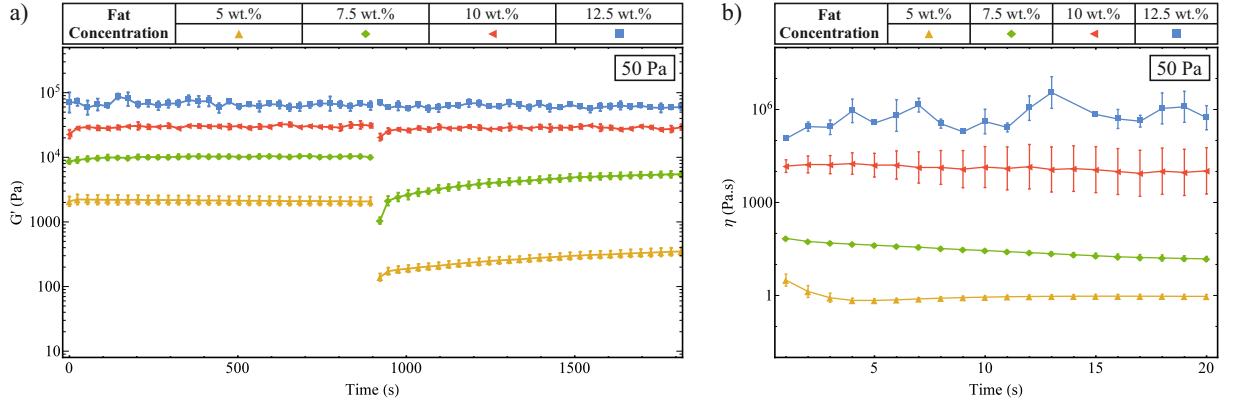 a)
Fat Concentration 5 wt.% 7.5 wt.% 10 wt.% 12.5 wt.%
50 Pa
G' (Pa)
10⁵
10⁴
1000
100
10
0 500 1000 1500
Time (s)
b)
Fat Concentration 5 wt.% 7.5 wt.% 10 wt.% 12.5 wt.%
50 Pa
η (Pa.s)
10⁶
1000
1
5 10 15 20
Time (s)